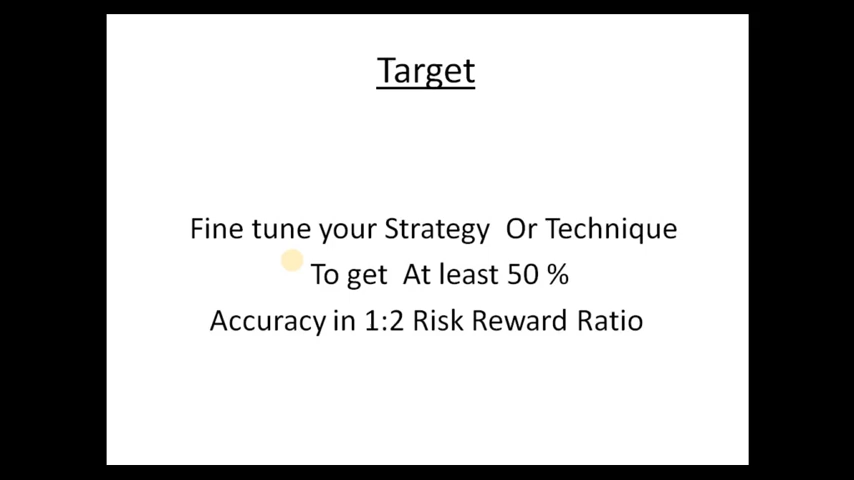 Target
Fine tune your Strategy Or Technique
To get At least 50 %
Accuracy in 1:2 Risk Reward Ratio